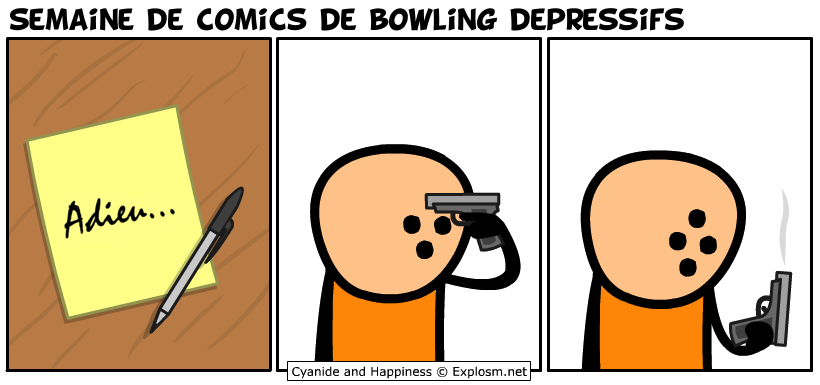 SEMAINE DE COMICS DE BOWLING DEPRESSIFS
Adieu...
Cyanide and Happiness © Explosm.net